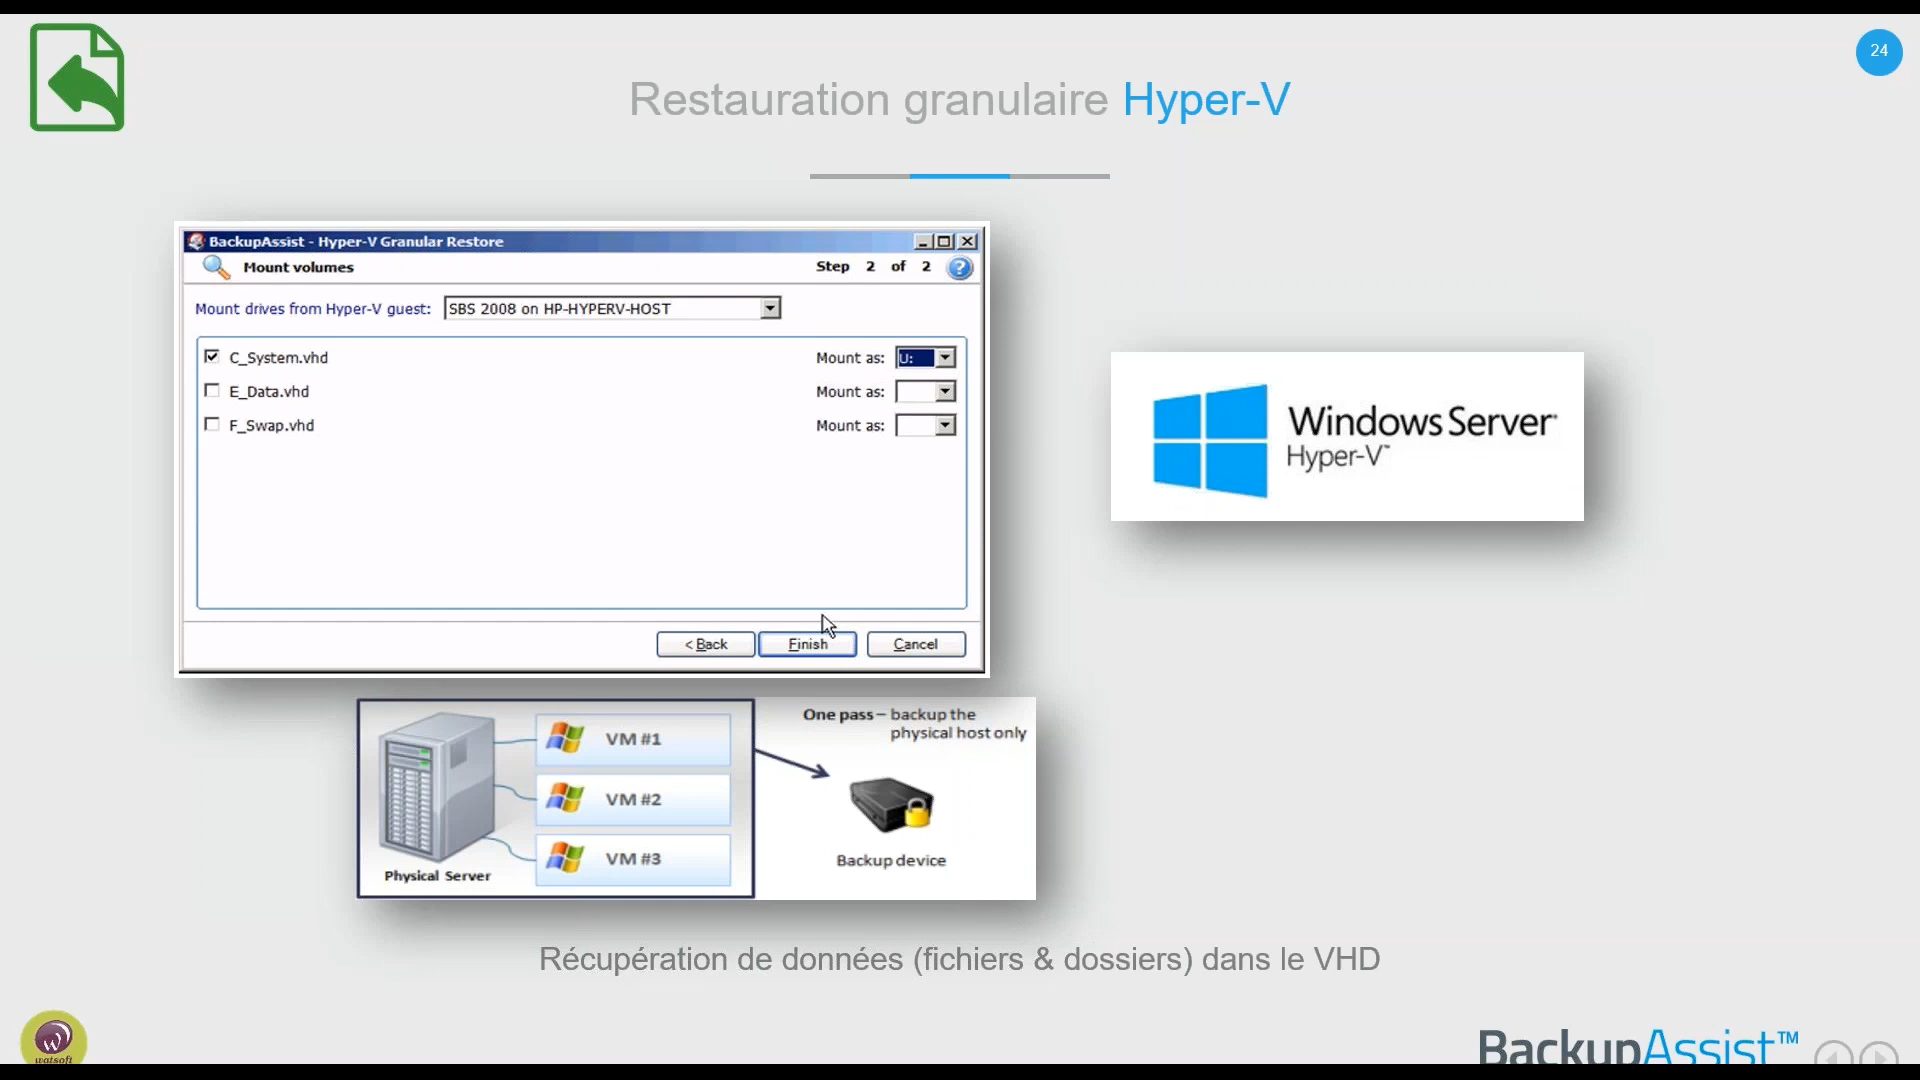 24
Restauration granulaire Hyper-V
BackupAssist - Hyper-V Granular Restore
Mount volumes
Step 2 of 2
?
Mount drives from Hyper-V guest: SBS 2008 on HP-HYPERV-HOST
C_System.vhd Mount as: U:
E_Data.vhd Mount as:
F_Swap.vhd Mount as:
< Back Finish Cancel
Windows Server
Hyper-V™
VM #1
VM #2
VM #3
Physical Server
One pass – backup the
physical host only
Backup device
Récupération de données (fichiers & dossiers) dans le VHD
watsoft
BackupAssist™